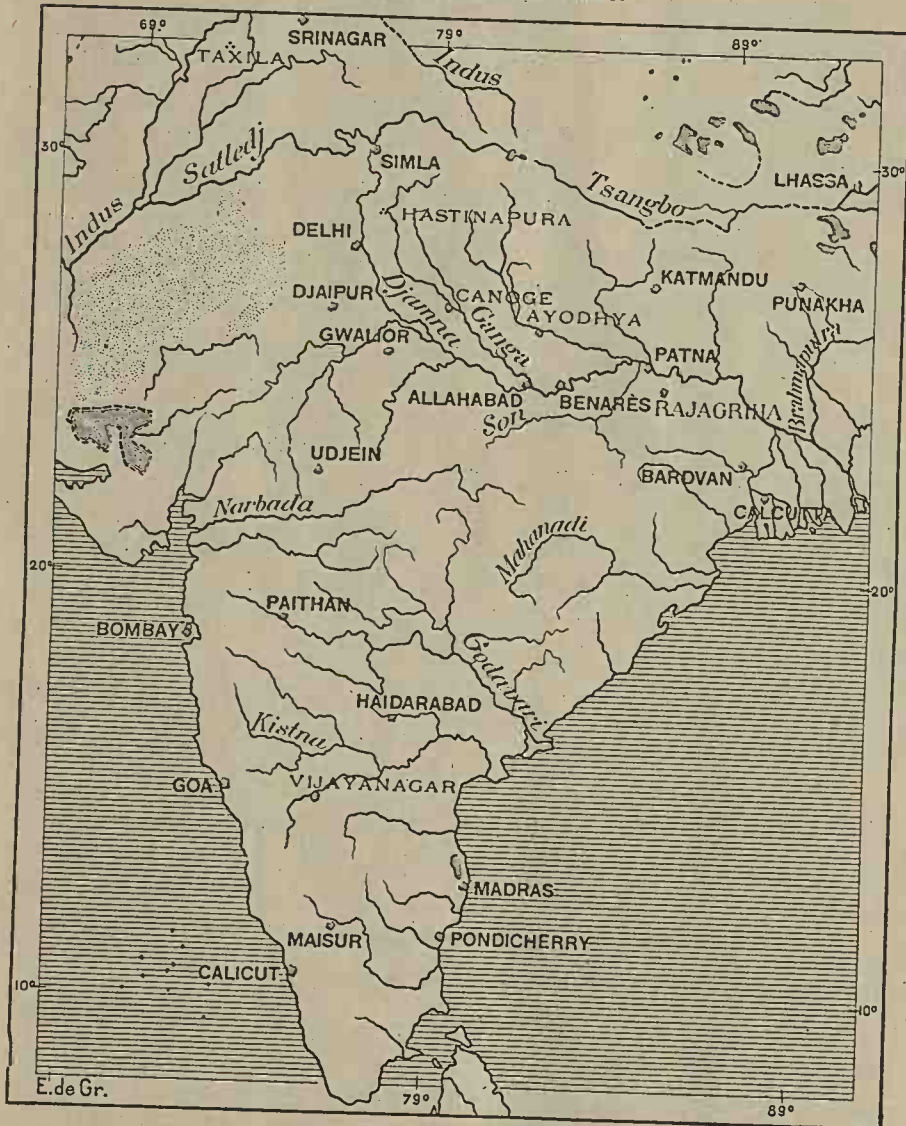 69°
79°
89°
SRINAGAR
TAXILA
Indus
30°
Satledj
SIMLA
30°
LHASSA
Tsangbo
Indus
HASTINAPURA
DELHI
KATMANDU
PUNAKHA
DJAIPUR
Djamna
CANOGE
Ganga
AYODHYA
GWALIOR
Brahmaputra
PATNA
ALLAHABAD
BENARÈS
RAJAGRIHA
Son
UDJEIN
BARDVAN
Narbada
CALCUTTA
Mahanadi
20°
20°
PAITHAN
BOMBAY
Godavari
HAIDARABAD
Kistna
GOA
VIJAYANAGAR
MADRAS
MAISUR
PONDICHERRY
CALICUT
10°
10°
E. de Gr.
79°
89°